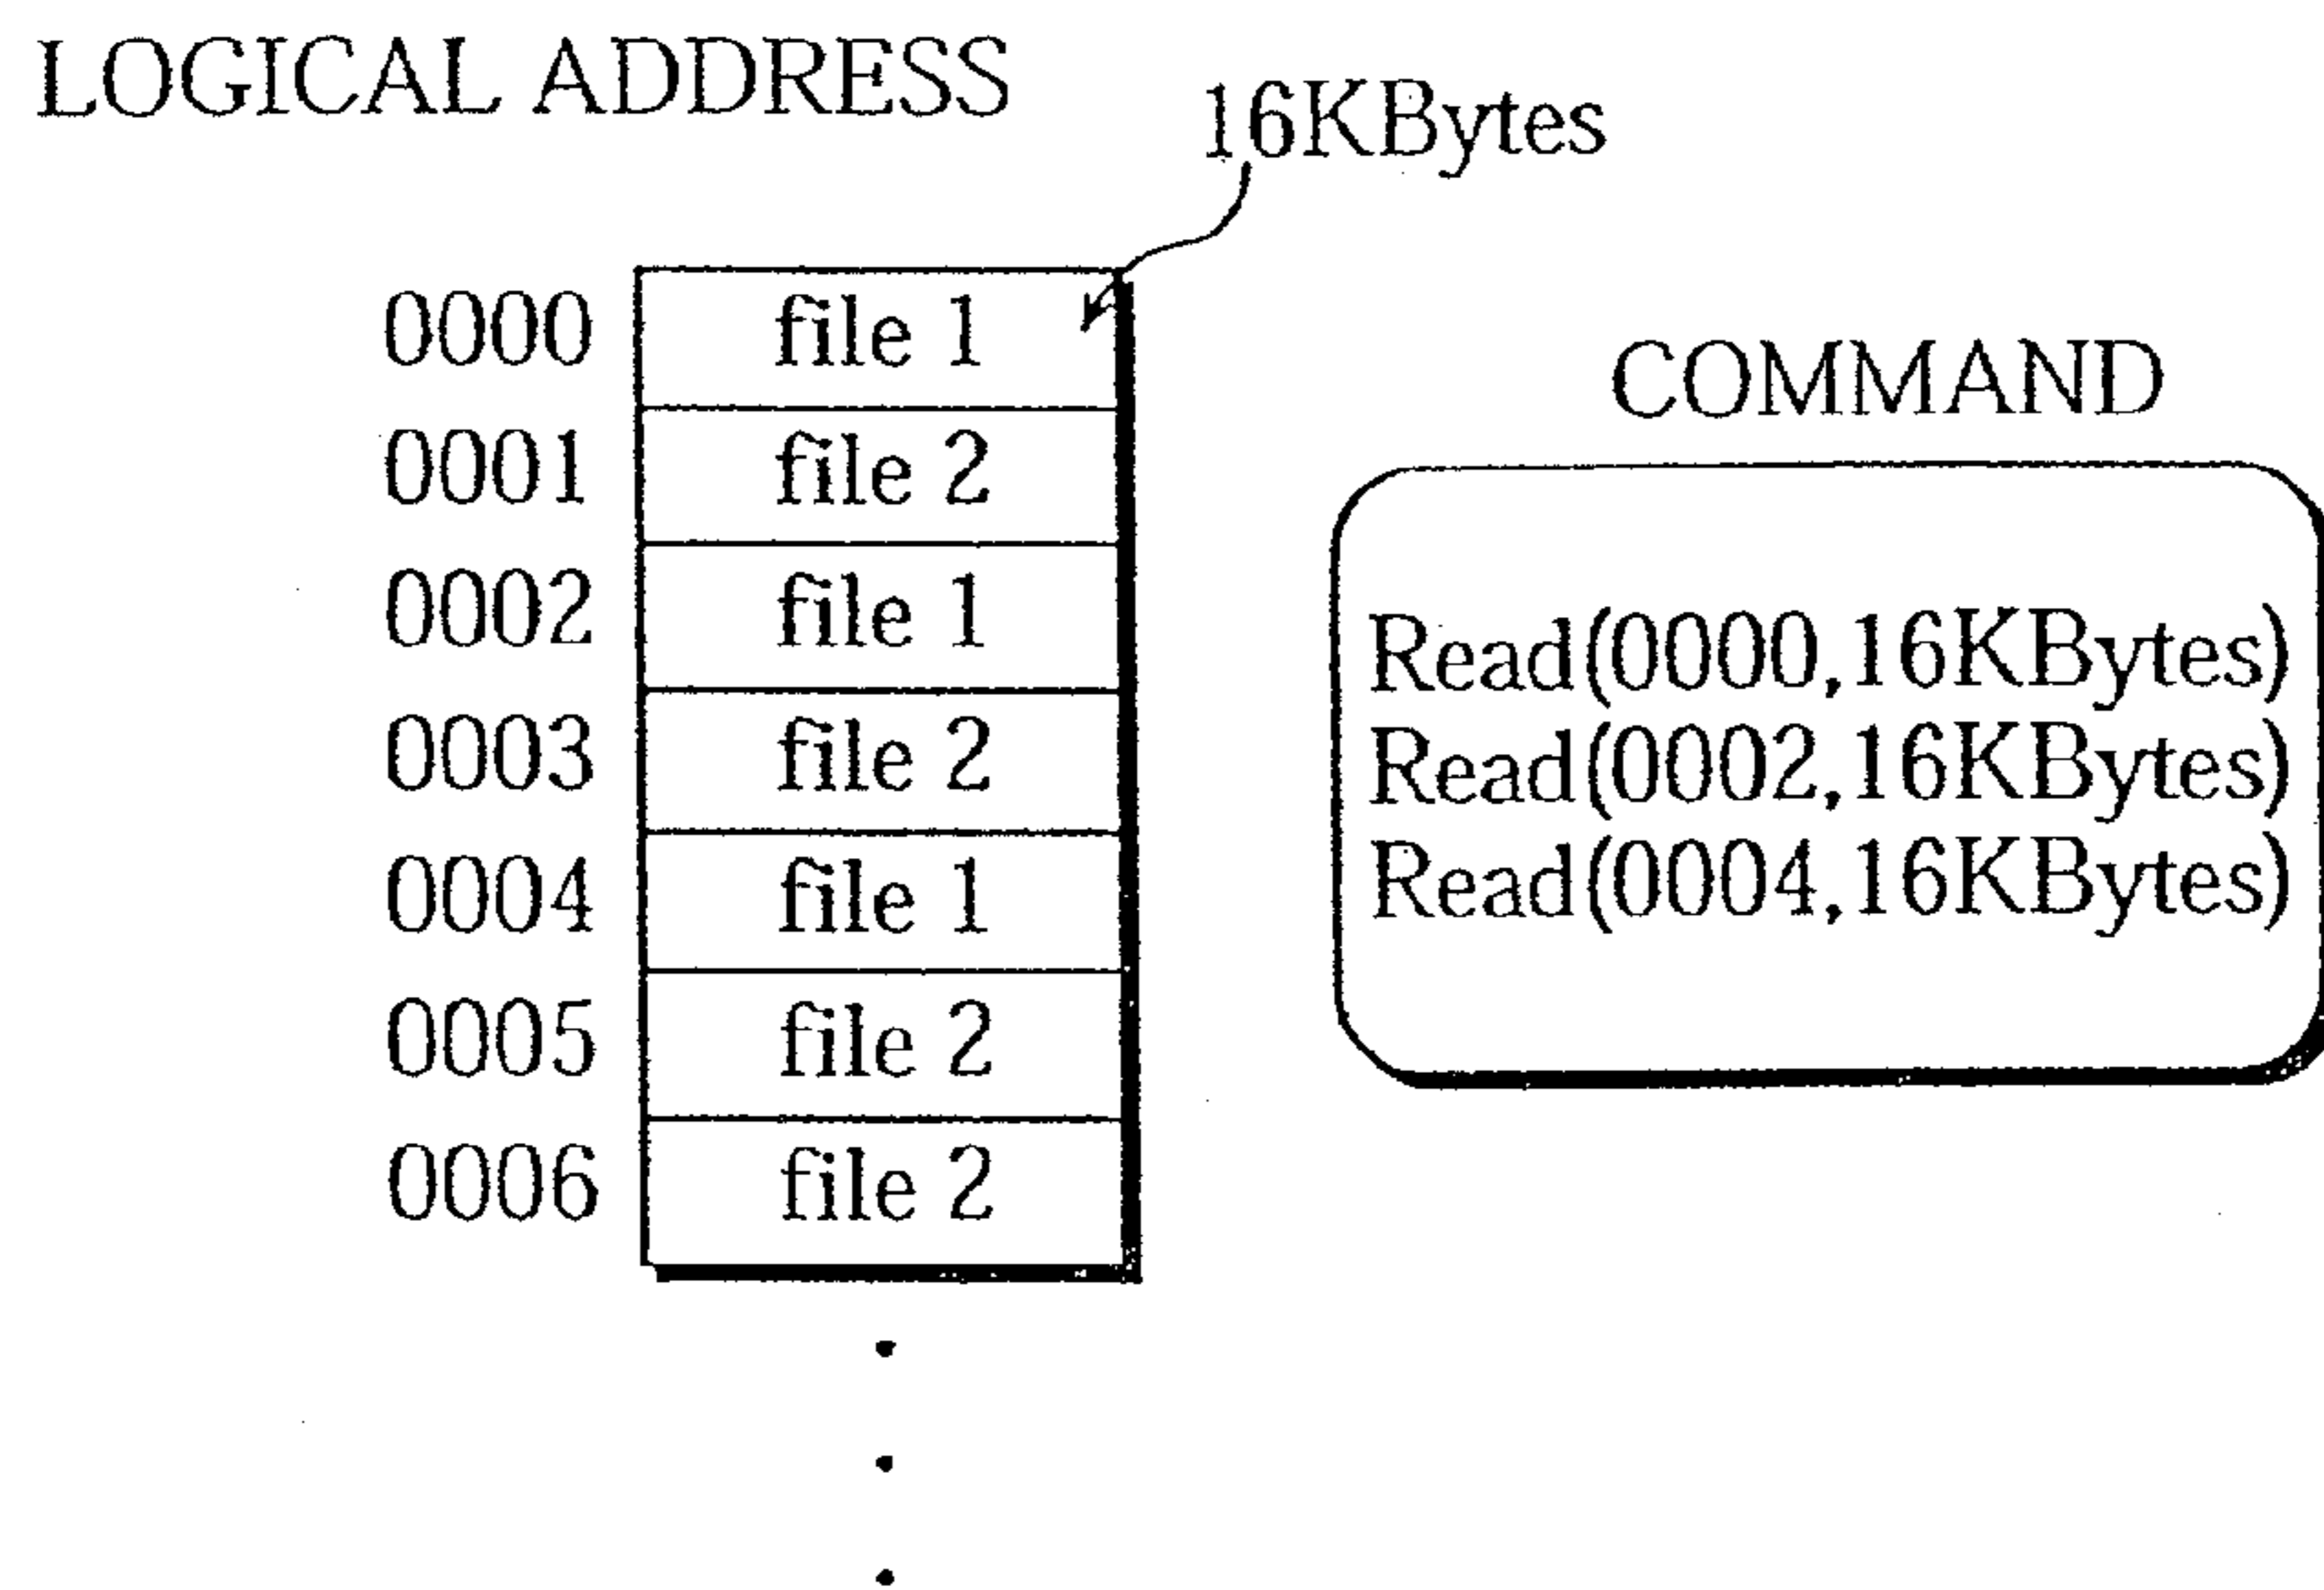 LOGICAL ADDRESS
16KBytes
0000 file 1
0001 file 2
0002 file 1
0003 file 2
0004 file 1
0005 file 2
0006 file 2
COMMAND
Read(0000,16KBytes)
Read(0002,16KBytes)
Read(0004,16KBytes)